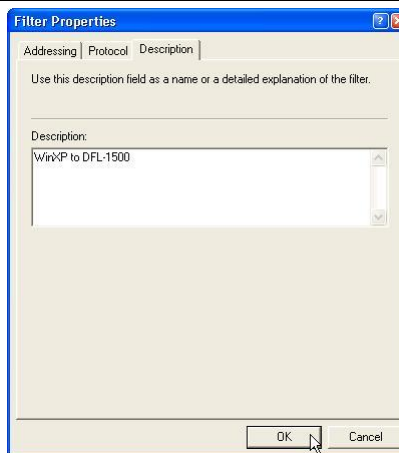 Filter Properties
Addressing Protocol Description
Use this description field as a name or a detailed explanation of the filter.
Description:
WinXP to DFL-1500
OK Cancel